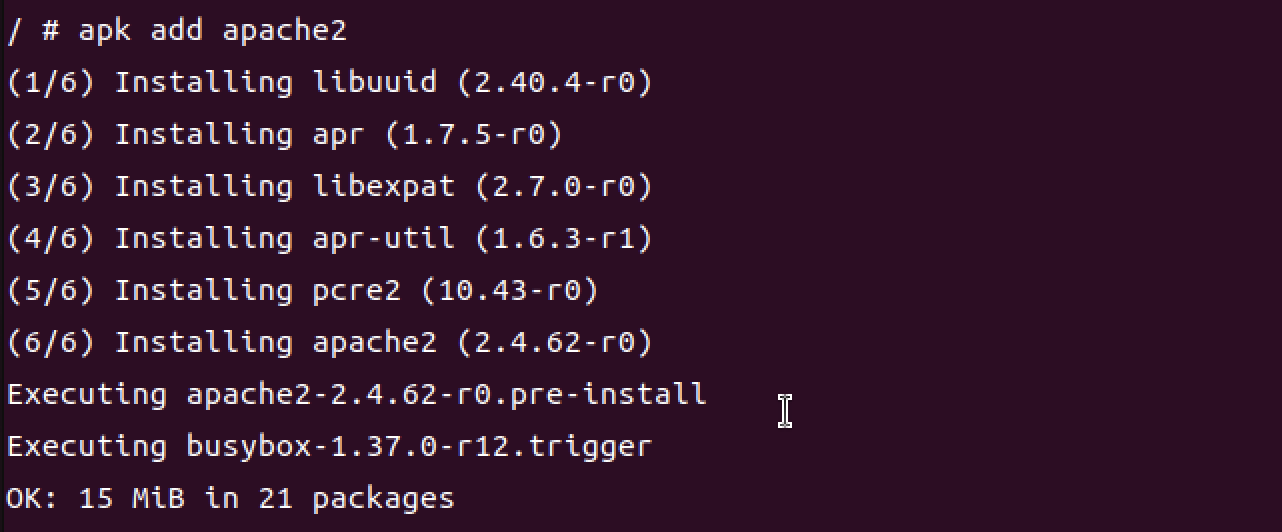 / # apk add apache2
(1/6) Installing libuuid (2.40.4-r0)
(2/6) Installing apr (1.7.5-r0)
(3/6) Installing libexpat (2.7.0-r0)
(4/6) Installing apr-util (1.6.3-r1)
(5/6) Installing pcre2 (10.43-r0)
(6/6) Installing apache2 (2.4.62-r0)
Executing apache2-2.4.62-r0.pre-install
Executing busybox-1.37.0-r12.trigger
OK: 15 MiB in 21 packages